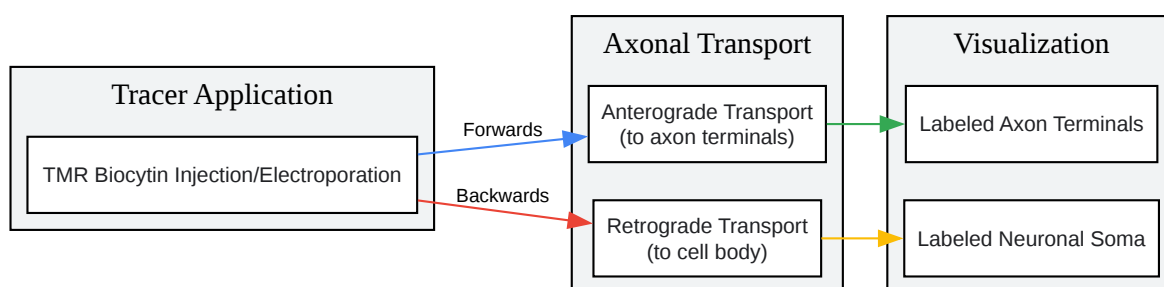 Tracer Application
TMR Biocytin Injection/Electroporation
Forwards
Backwards
Axonal Transport
Anterograde Transport
(to axon terminals)
Retrograde Transport
(to cell body)
Visualization
Labeled Axon Terminals
Labeled Neuronal Soma